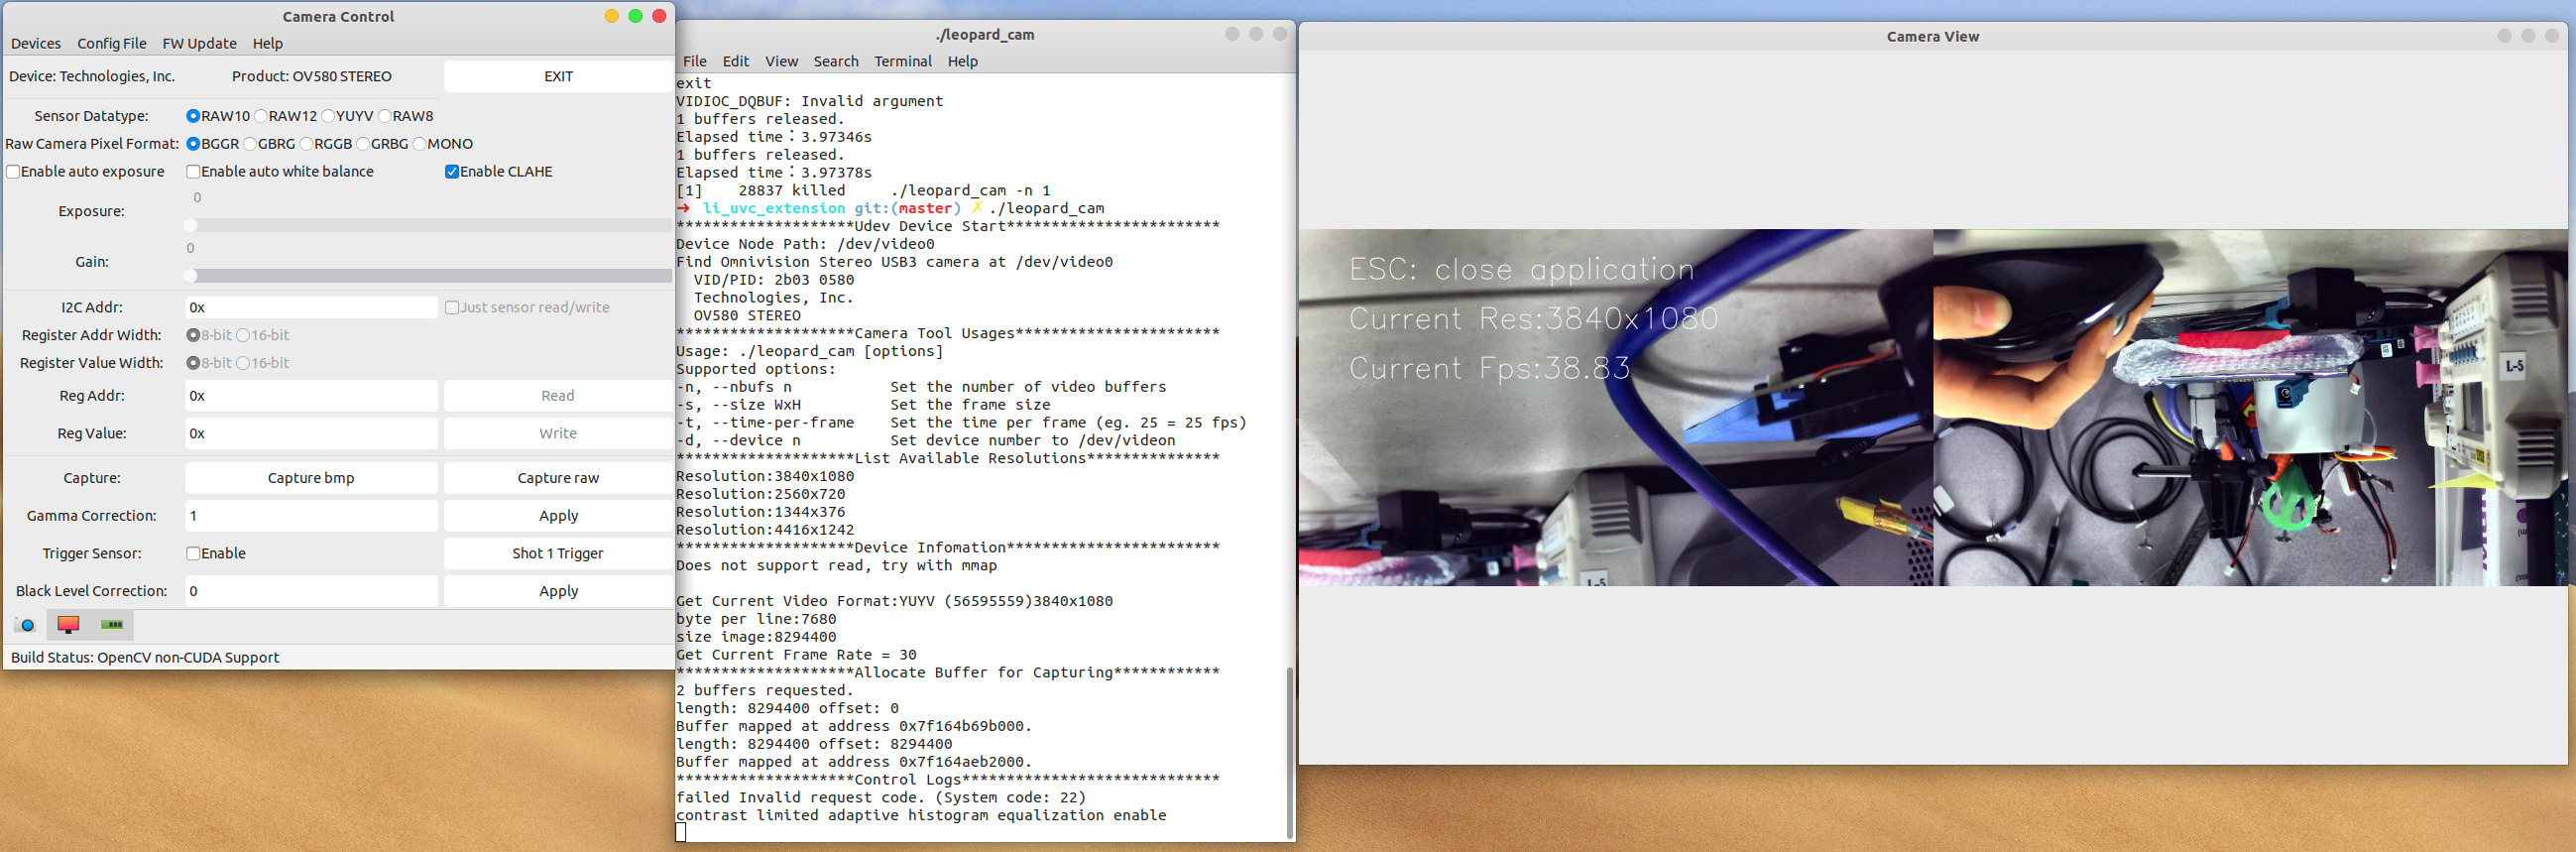 Camera Control
Devices Config File FW Update Help
Device: Technologies, Inc. Product: OV580 STEREO EXIT
Sensor Datatype: RAW10 RAW12 YUYV RAW8
Raw Camera Pixel Format: BGGR GBRG RGGB GRBG MONO
Enable auto exposure Enable auto white balance Enable CLAHE
0
Exposure:
0
Gain:
I2C Addr: 0x Just sensor read/write
Register Addr Width: 8-bit 16-bit
Register Value Width: 8-bit 16-bit
Reg Addr: 0x Read
Reg Value: 0x Write
Capture: Capture bmp Capture raw
Gamma Correction: 1 Apply
Trigger Sensor: Enable Shot 1 Trigger
Black Level Correction: 0 Apply
Build Status: OpenCV non-CUDA Support
./leopard_cam
File Edit View Search Terminal Help
exit
VIDIOC_DQBUF: Invalid argument
1 buffers released.
Elapsed time：3.97346s
1 buffers released.
Elapsed time：3.97378s
[1]    28837 killed     ./leopard_cam -n 1
➜  li_uvc_extension git:(master) ✗ ./leopard_cam
********************Udev Device Start************************
Device Node Path: /dev/video0
Find Omnivision Stereo USB3 camera at /dev/video0
  VID/PID: 2b03 0580
  Technologies, Inc.
  OV580 STEREO
********************Camera Tool Usages***********************
Usage: ./leopard_cam [options]
Supported options:
-n, --nbufs n           Set the number of video buffers
-s, --size WxH          Set the frame size
-t, --time-per-frame    Set the time per frame (eg. 25 = 25 fps)
-d, --device n          Set device number to /dev/videon
********************List Available Resolutions***************
Resolution:3840x1080
Resolution:2560x720
Resolution:1344x376
Resolution:4416x1242
********************Device Infomation************************
Does not support read, try with mmap
Get Current Video Format:YUYV (56595559)3840x1080
byte per line:7680
size image:8294400
Get Current Frame Rate = 30
********************Allocate Buffer for Capturing************
2 buffers requested.
length: 8294400 offset: 0
Buffer mapped at address 0x7f164b69b000.
length: 8294400 offset: 8294400
Buffer mapped at address 0x7f164aeb2000.
********************Control Logs*****************************
failed Invalid request code. (System code: 22)
contrast limited adaptive histogram equalization enable
Camera View
ESC: close application
Current Res:3840x1080
Current Fps:38.83
L-5
L-5